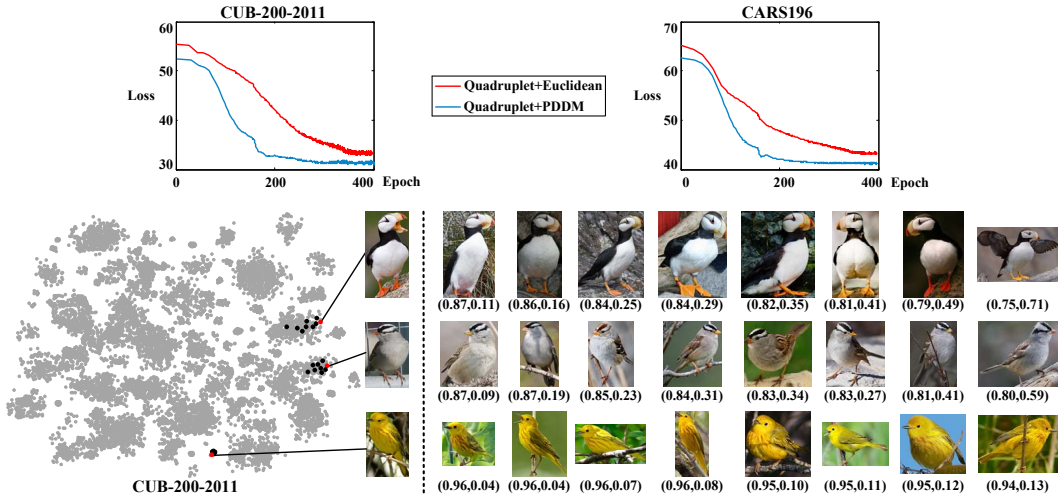 CUB-200-2011
CARS196
60
50
Loss
40
30
0
200
400
Epoch
Quadruplet+Euclidean
Quadruplet+PDDM
70
60
Loss
50
40
0
200
400
Epoch
(0.87,0.11) (0.86,0.16) (0.84,0.25) (0.84,0.29) (0.82,0.35) (0.81,0.41) (0.79,0.49) (0.75,0.71)
(0.87,0.09) (0.87,0.19) (0.85,0.23) (0.84,0.31) (0.83,0.34) (0.83,0.27) (0.81,0.41) (0.80,0.59)
(0.96,0.04) (0.96,0.04) (0.96,0.07) (0.96,0.08) (0.95,0.10) (0.95,0.11) (0.95,0.12) (0.94,0.13)
CUB-200-2011